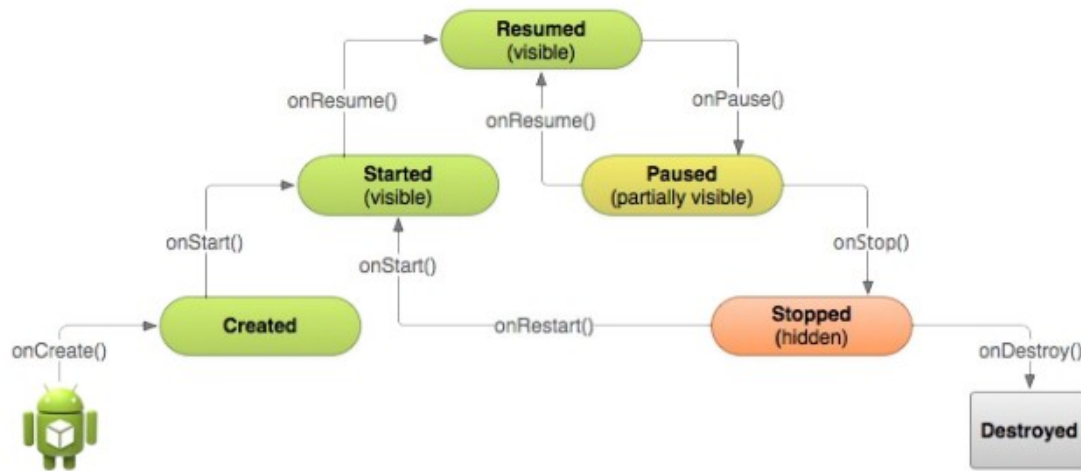 Resumed
(visible)
onResume()
onResume()
onPause()
Started
(visible)
Paused
(partially visible)
onStart()
onStart()
onStop()
Created
onRestart()
Stopped
(hidden)
onCreate()
onDestroy()
Destroyed